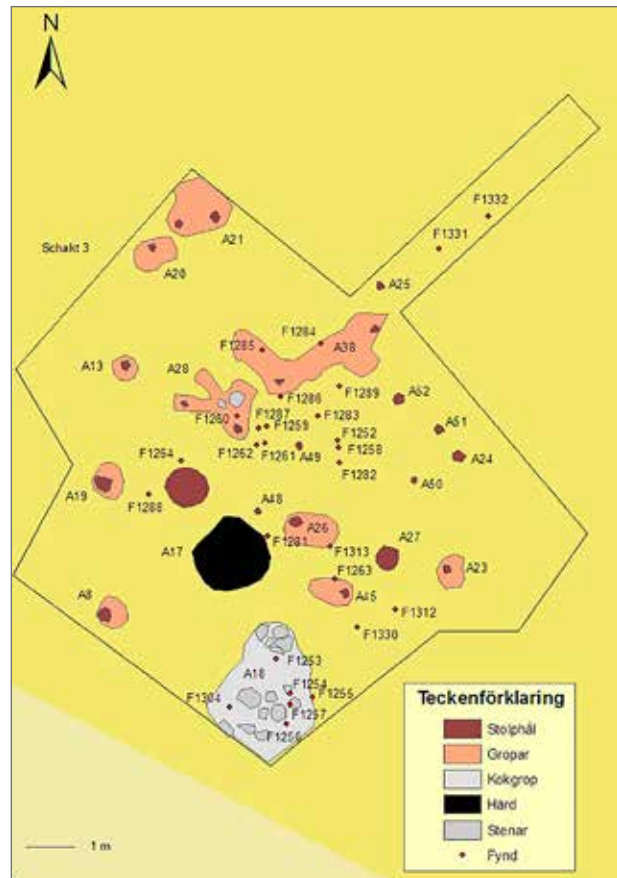 N
F1332
F1331
A21
Schakt 3
A20
A25
F1284
F1285
A38
A13
A28
F1286
F1289
A52
F1260
F1287
F1259
F1283
A51
F1252
F1264
F1262
F1261
A49
F1258
A24
F1282
A19
F1288
A48
A50
A26
A17
F1281
A27
F1313
F1263
A23
A8
A45
F1312
F1330
F1253
A16
F1254
F1255
F1304
F1257
F1256
Teckenförklaring
Stolphål
Gropar
Kokgrop
Härd
Stenar
Fynd
1 m